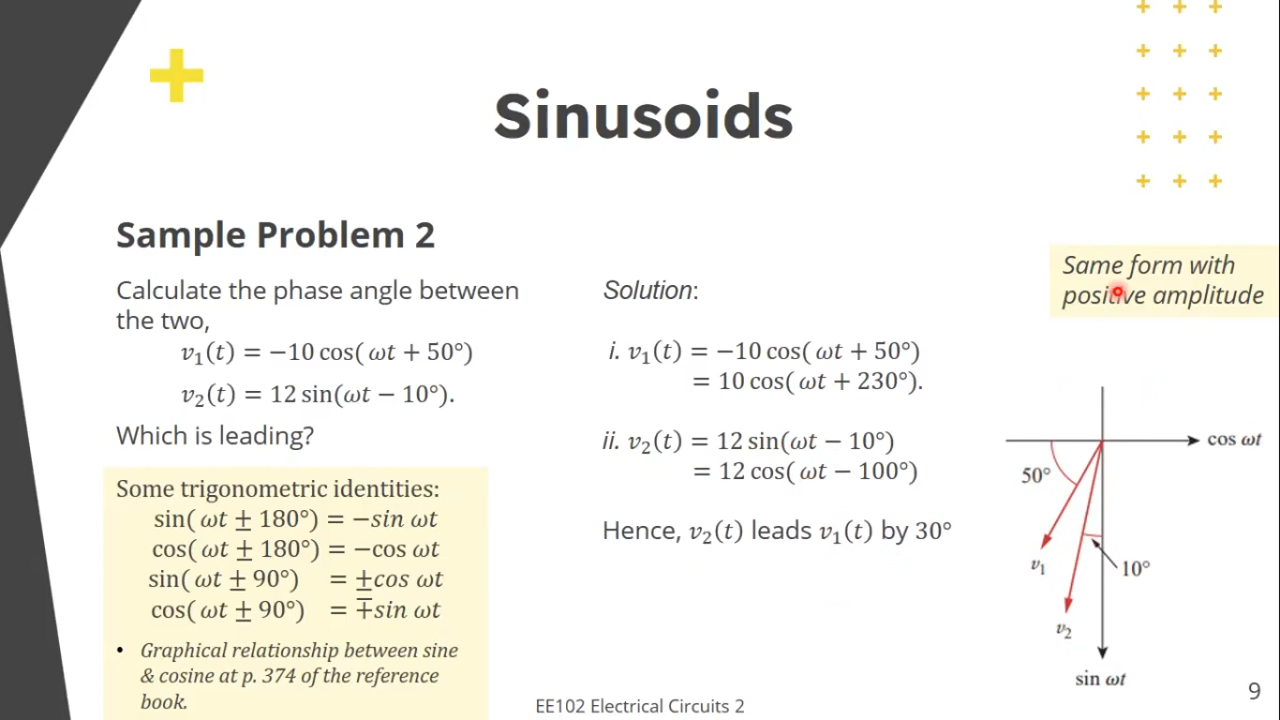 Sinusoids
Sample Problem 2
Calculate the phase angle between
the two,
v₁(t) = −10 cos( ωt + 50°)
v₂(t) = 12 sin(ωt − 10°).
Which is leading?
Some trigonometric identities:
sin( ωt ± 180°) = −sin ωt
cos( ωt ± 180°) = −cos ωt
sin( ωt ± 90°) = ±cos ωt
cos( ωt ± 90°) = ∓sin ωt
• Graphical relationship between sine
& cosine at p. 374 of the reference
book.
Solution:
i. v₁(t) = −10 cos( ωt + 50°)
= 10 cos( ωt + 230°).
ii. v₂(t) = 12 sin(ωt − 10°)
= 12 cos( ωt − 100°)
Hence, v₂(t) leads v₁(t) by 30°
Same form with
positive amplitude
cos ωt
50°
v₁
10°
v₂
sin ωt
EE102 Electrical Circuits 2
9